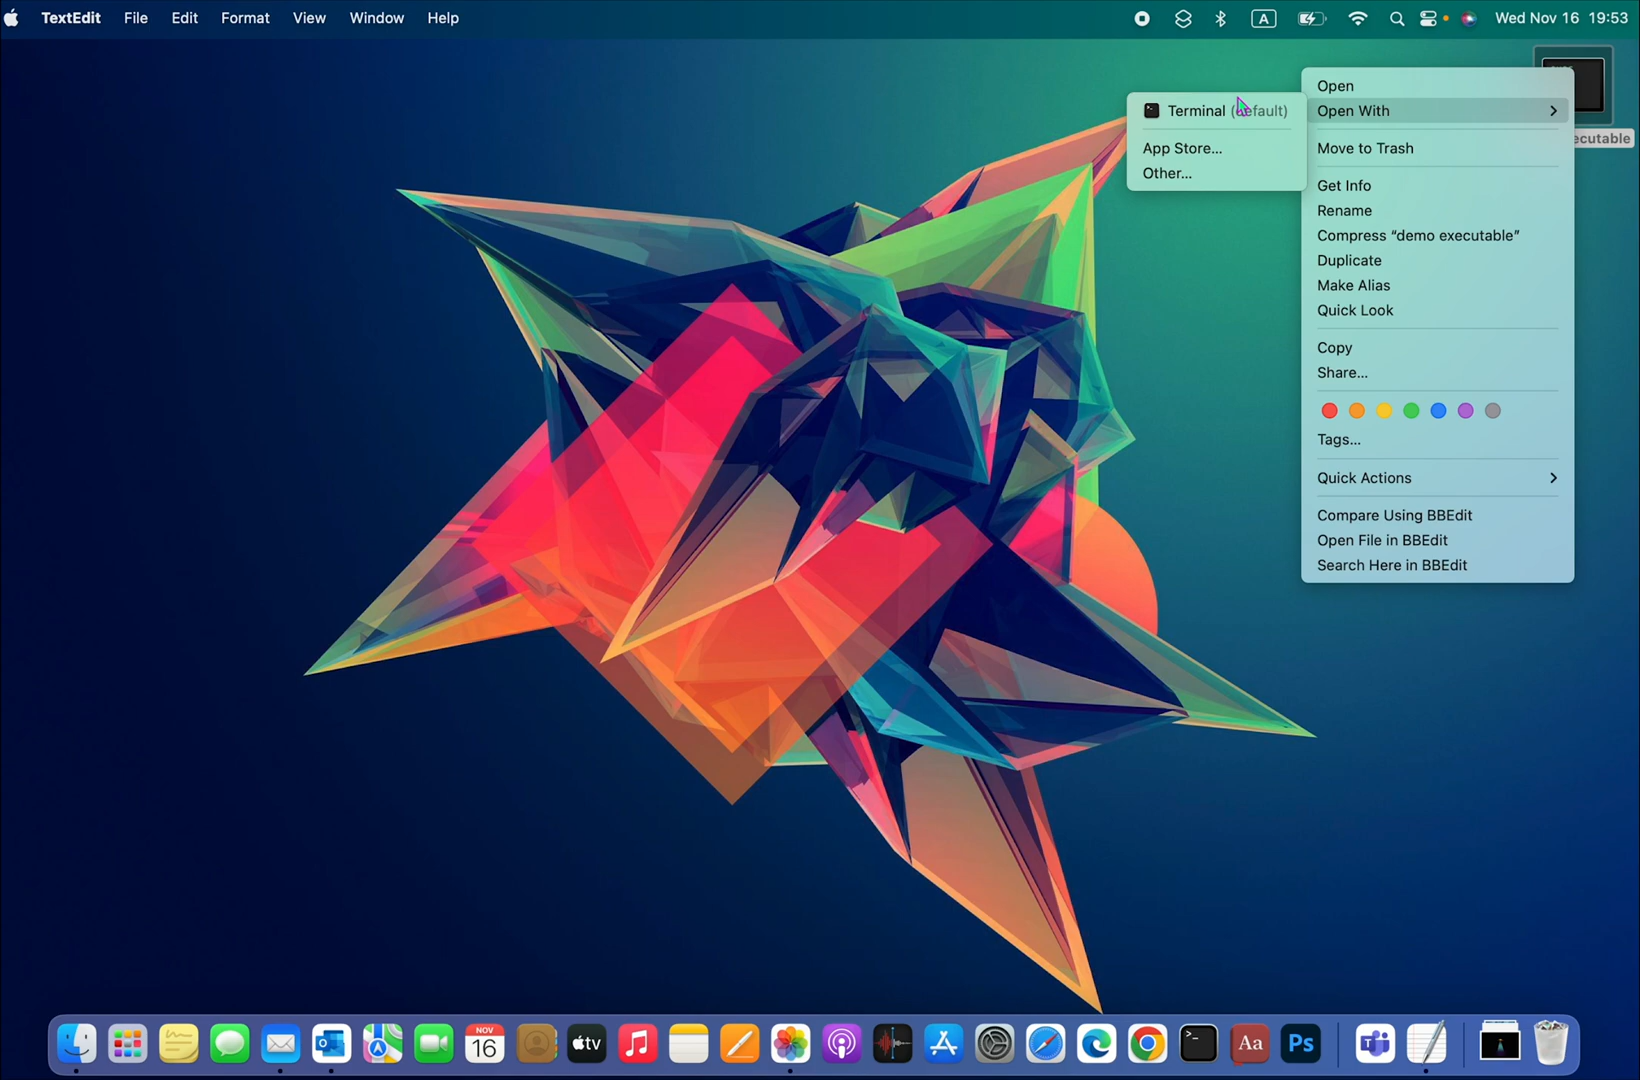 TextEdit File Edit Format View Window Help A Wed Nov 16 19:53
Open
Terminal (default)
Open With
App Store...
Move to Trash
Other...
Get Info
Rename
Compress “demo executable”
Duplicate
Make Alias
Quick Look
Copy
Share...
Tags...
Quick Actions
Compare Using BBEdit
Open File in BBEdit
Search Here in BBEdit
ecutable
NOV
16
tv
Aa
Ps